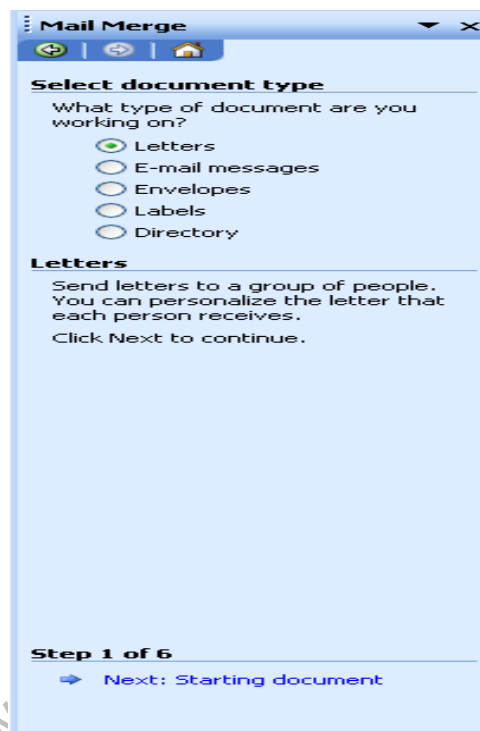 Mail Merge
Select document type
What type of document are you
working on?
Letters
E-mail messages
Envelopes
Labels
Directory
Letters
Send letters to a group of people.
You can personalize the letter that
each person receives.
Click Next to continue.
Step 1 of 6
Next: Starting document